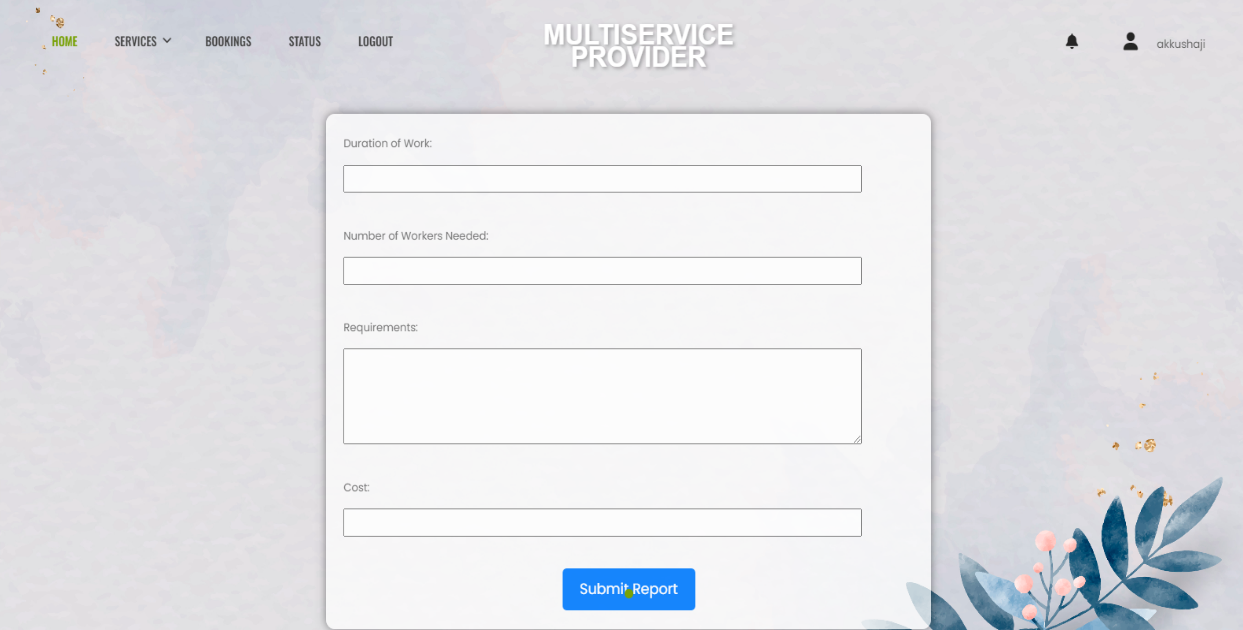 HOME SERVICES BOOKINGS STATUS LOGOUT
MULTISERVICE
PROVIDER
akkushaji
Duration of Work:
Number of Workers Needed:
Requirements:
Cost:
Submit Report